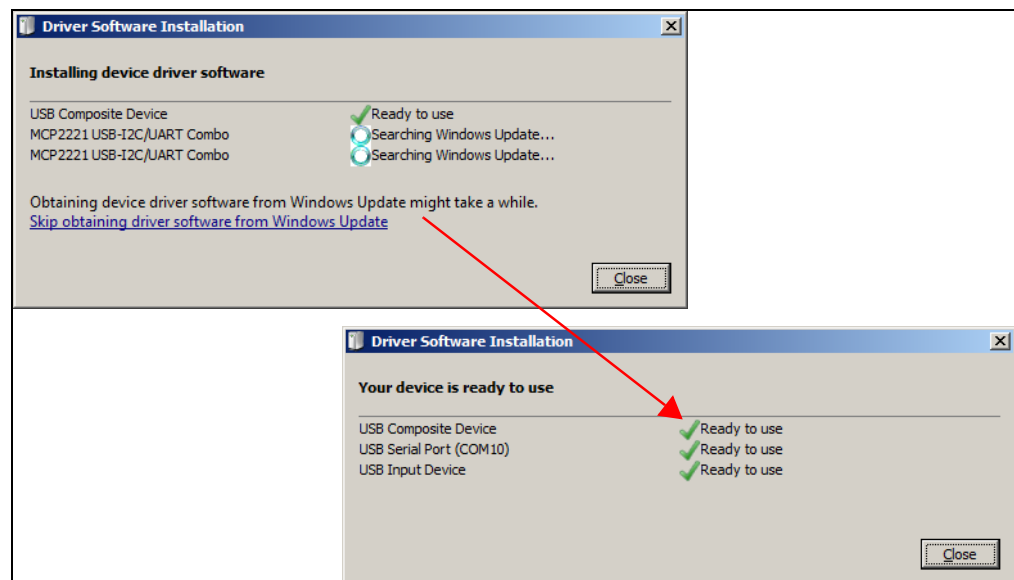 Driver Software Installation
Installing device driver software
USB Composite Device Ready to use
MCP2221 USB-I2C/UART Combo Searching Windows Update...
MCP2221 USB-I2C/UART Combo Searching Windows Update...
Obtaining device driver software from Windows Update might take a while.
Skip obtaining driver software from Windows Update
Close
Driver Software Installation
Your device is ready to use
USB Composite Device Ready to use
USB Serial Port (COM10) Ready to use
USB Input Device Ready to use
Close